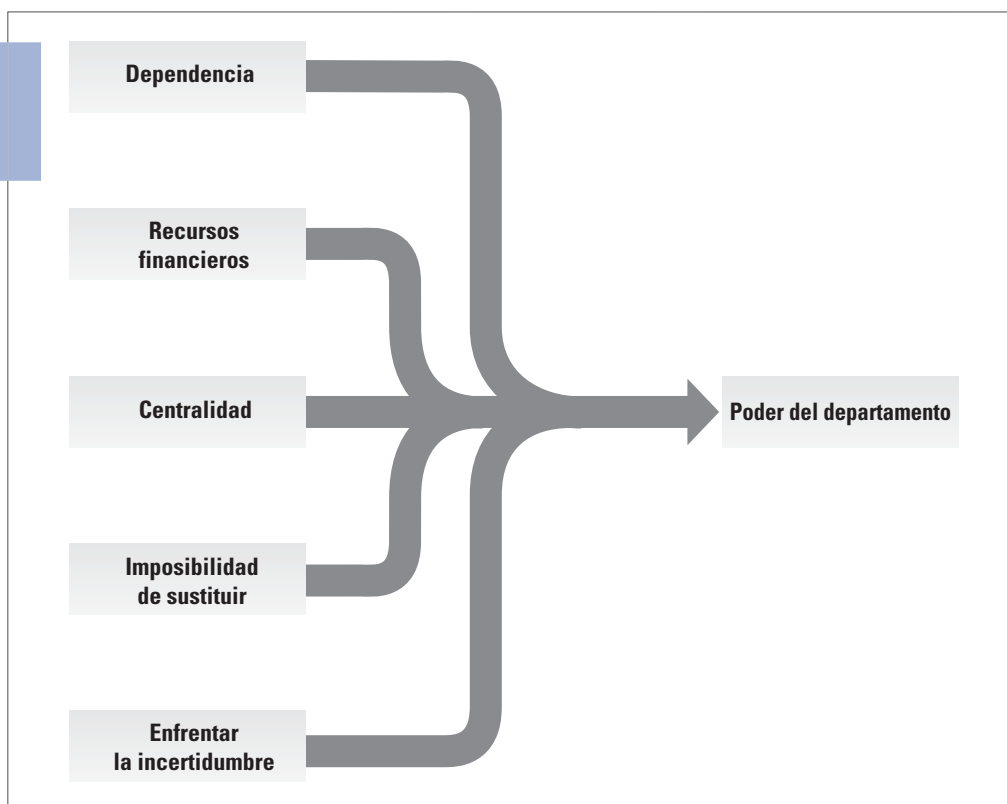 Dependencia
Recursos
financieros
Centralidad
Poder del departamento
Imposibilidad
de sustituir
Enfrentar
la incertidumbre